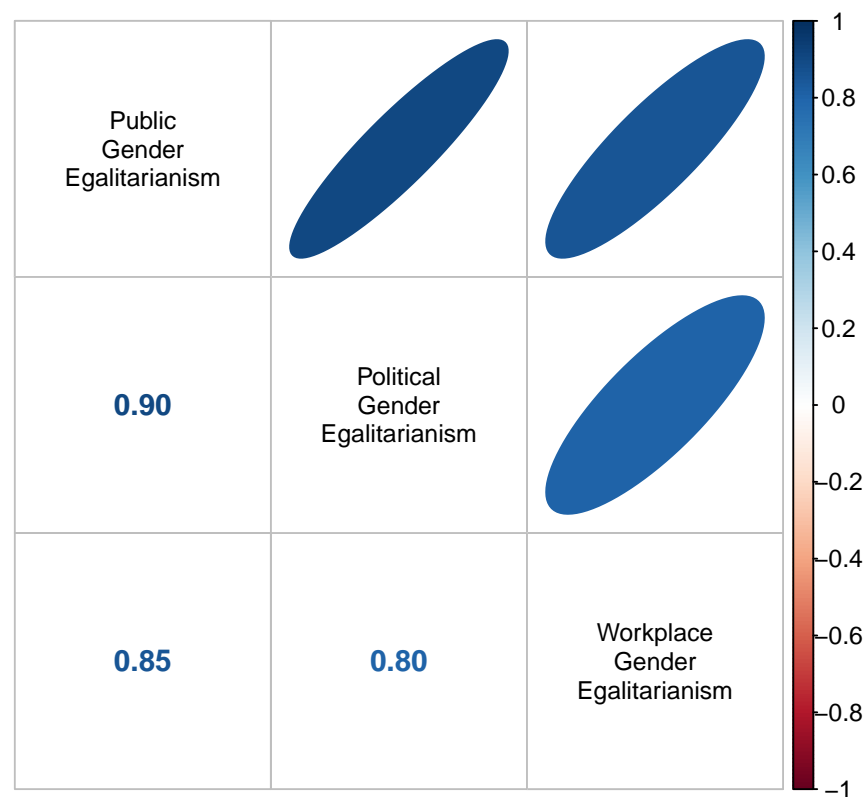 Public
Gender
Egalitarianism
0.90
Political
Gender
Egalitarianism
0.85
0.80
Workplace
Gender
Egalitarianism
1
0.8
0.6
0.4
0.2
0
−0.2
−0.4
−0.6
−0.8
−1